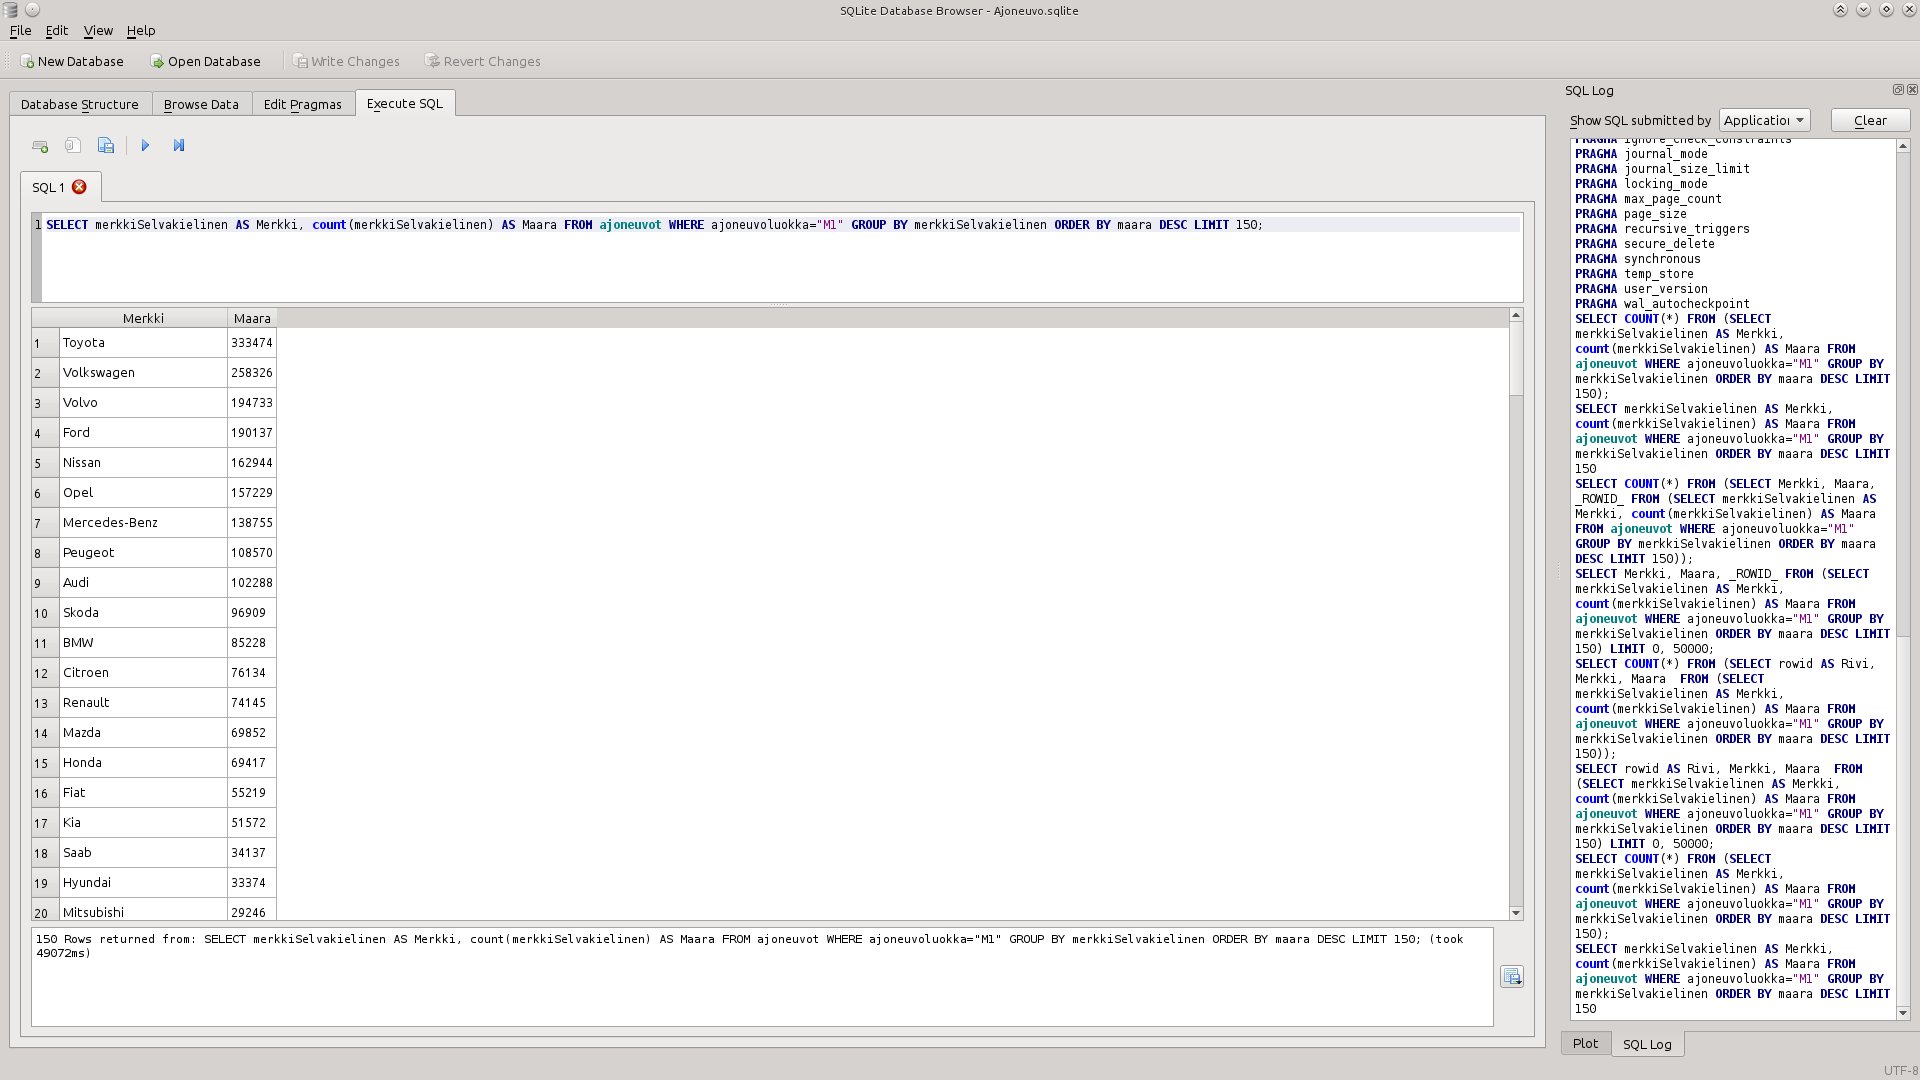 SQLite Database Browser - Ajoneuvo.sqlite
File Edit View Help
New Database Open Database Write Changes Revert Changes
Database Structure Browse Data Edit Pragmas Execute SQL
SQL 1
1 SELECT merkkiSelvakielinen AS Merkki, count(merkkiSelvakielinen) AS Maara FROM ajoneuvot WHERE ajoneuvoluokka="M1" GROUP BY merkkiSelvakielinen ORDER BY maara DESC LIMIT 150;
Merkki Maara
1 Toyota 333474
2 Volkswagen 258326
3 Volvo 194733
4 Ford 190137
5 Nissan 162944
6 Opel 157229
7 Mercedes-Benz 138755
8 Peugeot 108570
9 Audi 102288
10 Skoda 96909
11 BMW 85228
12 Citroen 76134
13 Renault 74145
14 Mazda 69852
15 Honda 69417
16 Fiat 55219
17 Kia 51572
18 Saab 34137
19 Hyundai 33374
20 Mitsubishi 29246
150 Rows returned from: SELECT merkkiSelvakielinen AS Merkki, count(merkkiSelvakielinen) AS Maara FROM ajoneuvot WHERE ajoneuvoluokka="M1" GROUP BY merkkiSelvakielinen ORDER BY maara DESC LIMIT 150; (took
49072ms)
SQL Log
Show SQL submitted by Application Clear
PRAGMA ignore_check_constraints
PRAGMA journal_mode
PRAGMA journal_size_limit
PRAGMA locking_mode
PRAGMA max_page_count
PRAGMA page_size
PRAGMA recursive_triggers
PRAGMA secure_delete
PRAGMA synchronous
PRAGMA temp_store
PRAGMA user_version
PRAGMA wal_autocheckpoint
SELECT COUNT(*) FROM (SELECT
merkkiSelvakielinen AS Merkki,
count(merkkiSelvakielinen) AS Maara FROM
ajoneuvot WHERE ajoneuvoluokka="M1" GROUP BY
merkkiSelvakielinen ORDER BY maara DESC LIMIT
150);
SELECT merkkiSelvakielinen AS Merkki,
count(merkkiSelvakielinen) AS Maara FROM
ajoneuvot WHERE ajoneuvoluokka="M1" GROUP BY
merkkiSelvakielinen ORDER BY maara DESC LIMIT
150
SELECT COUNT(*) FROM (SELECT Merkki, Maara,
_ROWID_ FROM (SELECT merkkiSelvakielinen AS
Merkki, count(merkkiSelvakielinen) AS Maara
FROM ajoneuvot WHERE ajoneuvoluokka="M1"
GROUP BY merkkiSelvakielinen ORDER BY maara
DESC LIMIT 150));
SELECT Merkki, Maara, _ROWID_ FROM (SELECT
merkkiSelvakielinen AS Merkki,
count(merkkiSelvakielinen) AS Maara FROM
ajoneuvot WHERE ajoneuvoluokka="M1" GROUP BY
merkkiSelvakielinen ORDER BY maara DESC LIMIT
150) LIMIT 0, 50000;
SELECT COUNT(*) FROM (SELECT rowid AS Rivi,
Merkki, Maara FROM (SELECT
merkkiSelvakielinen AS Merkki,
count(merkkiSelvakielinen) AS Maara FROM
ajoneuvot WHERE ajoneuvoluokka="M1" GROUP BY
merkkiSelvakielinen ORDER BY maara DESC LIMIT
150));
SELECT rowid AS Rivi, Merkki, Maara FROM
(SELECT merkkiSelvakielinen AS Merkki,
count(merkkiSelvakielinen) AS Maara FROM
ajoneuvot WHERE ajoneuvoluokka="M1" GROUP BY
merkkiSelvakielinen ORDER BY maara DESC LIMIT
150) LIMIT 0, 50000;
SELECT COUNT(*) FROM (SELECT
merkkiSelvakielinen AS Merkki,
count(merkkiSelvakielinen) AS Maara FROM
ajoneuvot WHERE ajoneuvoluokka="M1" GROUP BY
merkkiSelvakielinen ORDER BY maara DESC LIMIT
150);
SELECT merkkiSelvakielinen AS Merkki,
count(merkkiSelvakielinen) AS Maara FROM
ajoneuvot WHERE ajoneuvoluokka="M1" GROUP BY
merkkiSelvakielinen ORDER BY maara DESC LIMIT
150
Plot SQL Log
UTF-8